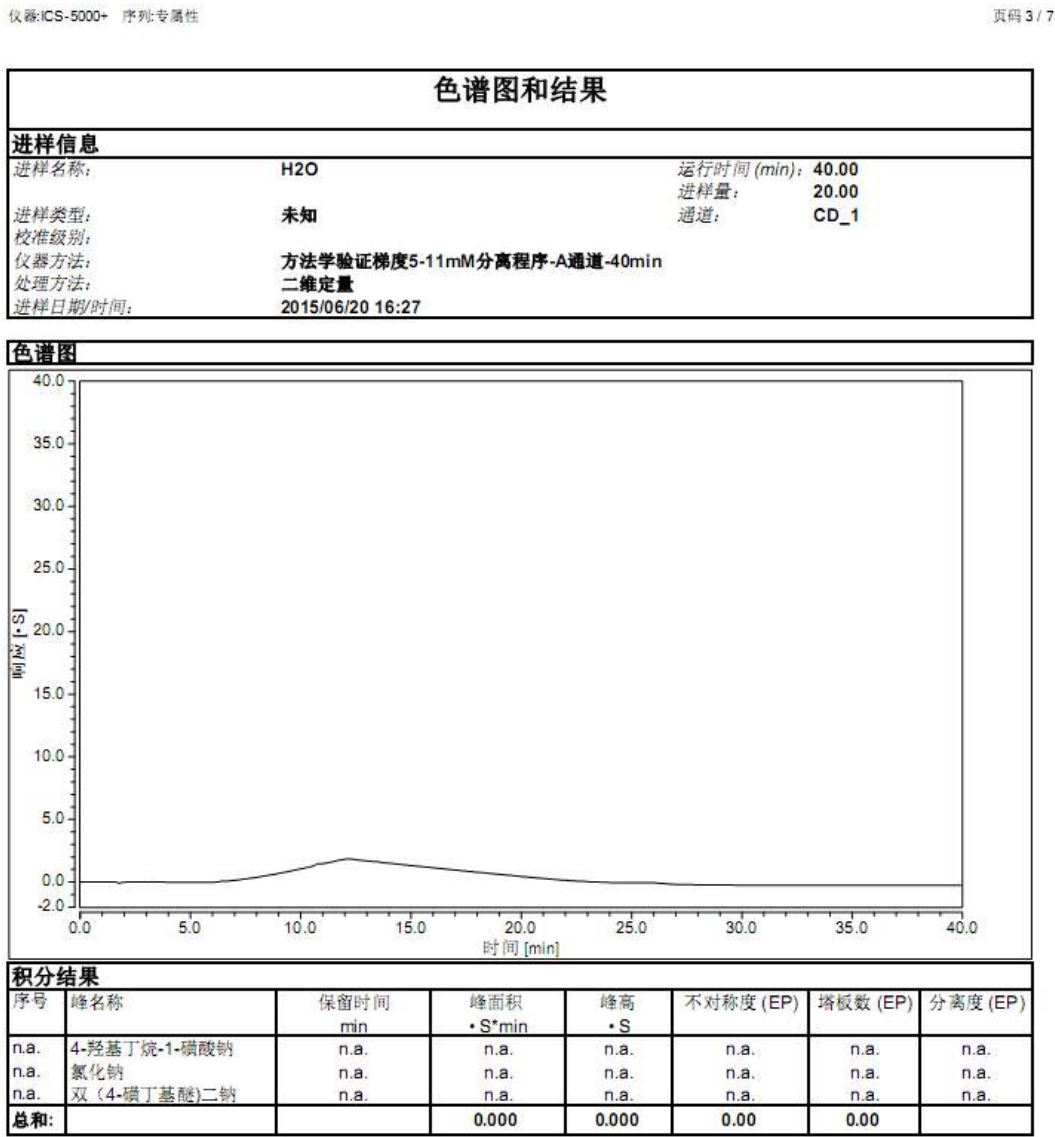 仪器:ICS-5000+ 序列:专属性 页码 3 / 7
色谱图和结果
进样信息
进样名称: H2O 运行时间 (min): 40.00
进样量: 20.00
进样类型: 未知 通道: CD_1
校准级别:
仪器方法: 方法学验证梯度5-11mM分离程序-A通道-40min
处理方法: 二维定量
进样日期/时间: 2015/06/20 16:27
色谱图
40.0
35.0
30.0
25.0
20.0
15.0
10.0
5.0
0.0
-2.0
响应 [• S]
0.0 5.0 10.0 15.0 20.0 25.0 30.0 35.0 40.0
时间 [min]
积分结果
序号 峰名称 保留时间 峰面积 峰高 不对称度 (EP) 塔板数 (EP) 分离度 (EP)
min • S*min • S
n.a. 4-羟基丁烷-1-磺酸钠 n.a. n.a. n.a. n.a. n.a. n.a.
n.a. 氯化钠 n.a. n.a. n.a. n.a. n.a. n.a.
n.a. 双（4-磺丁基醚)二钠 n.a. n.a. n.a. n.a. n.a. n.a.
总和: 0.000 0.000 0.00 0.00